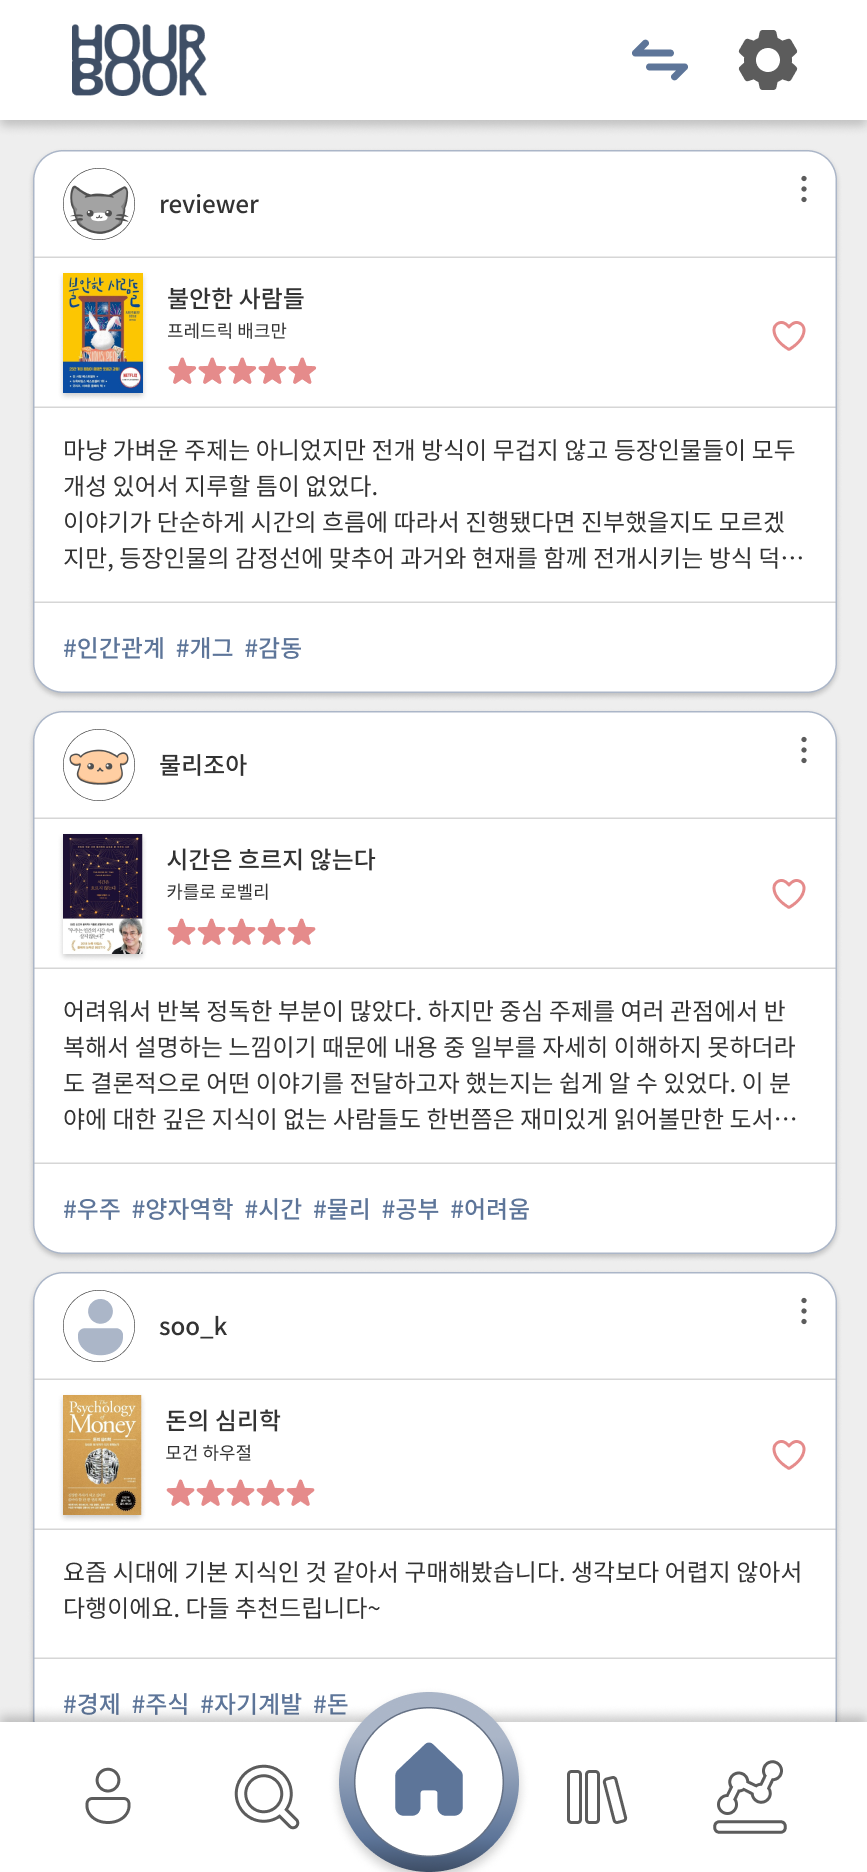 HOUR
BOOK
reviewer
불안한 사람들
불안한 사람들
프레드릭 배크만
NETFLIX
마냥 가벼운 주제는 아니었지만 전개 방식이 무겁지 않고 등장인물들이 모두
개성 있어서 지루할 틈이 없었다.
이야기가 단순하게 시간의 흐름에 따라서 진행됐다면 진부했을지도 모르겠
지만, 등장인물의 감정선에 맞추어 과거와 현재를 함께 전개시키는 방식 덕…
#인간관계 #개그 #감동
물리조아
시간은 흐르지 않는다
카를로 로벨리
어려워서 반복 정독한 부분이 많았다. 하지만 중심 주제를 여러 관점에서 반
복해서 설명하는 느낌이기 때문에 내용 중 일부를 자세히 이해하지 못하더라
도 결론적으로 어떤 이야기를 전달하고자 했는지는 쉽게 알 수 있었다. 이 분
야에 대한 깊은 지식이 없는 사람들도 한번쯤은 재미있게 읽어볼만한 도서…
#우주 #양자역학 #시간 #물리 #공부 #어려움
soo_k
The
Psychology
of
Money
돈의 심리학
돈의 심리학
모건 하우절
요즘 시대에 기본 지식인 것 같아서 구매해봤습니다. 생각보다 어렵지 않아서
다행이에요. 다들 추천드립니다~
#경제 #주식 #자기계발 #돈